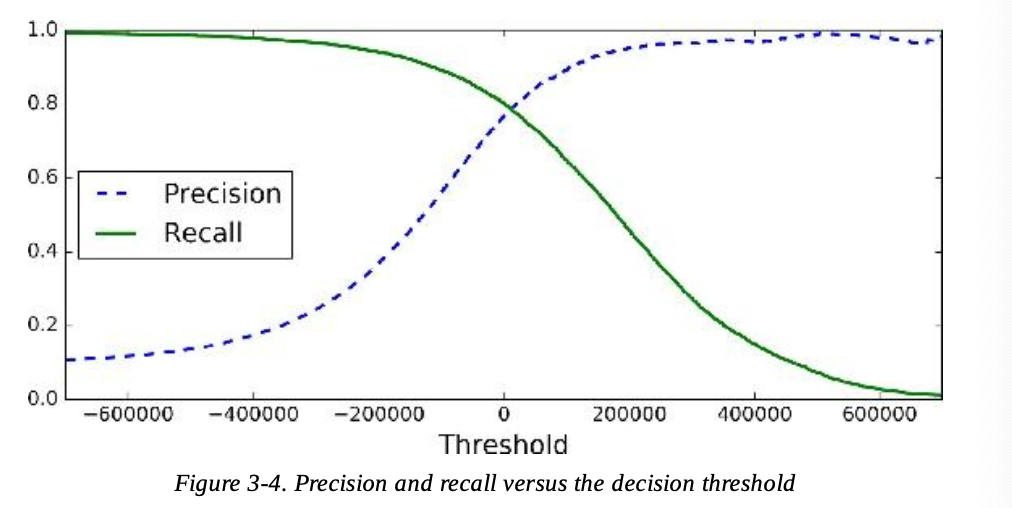 1.0
0.8
0.6
0.4
0.2
0.0
Precision
Recall
−600000 −400000 −200000 0 200000 400000 600000
Threshold
Figure 3-4. Precision and recall versus the decision threshold